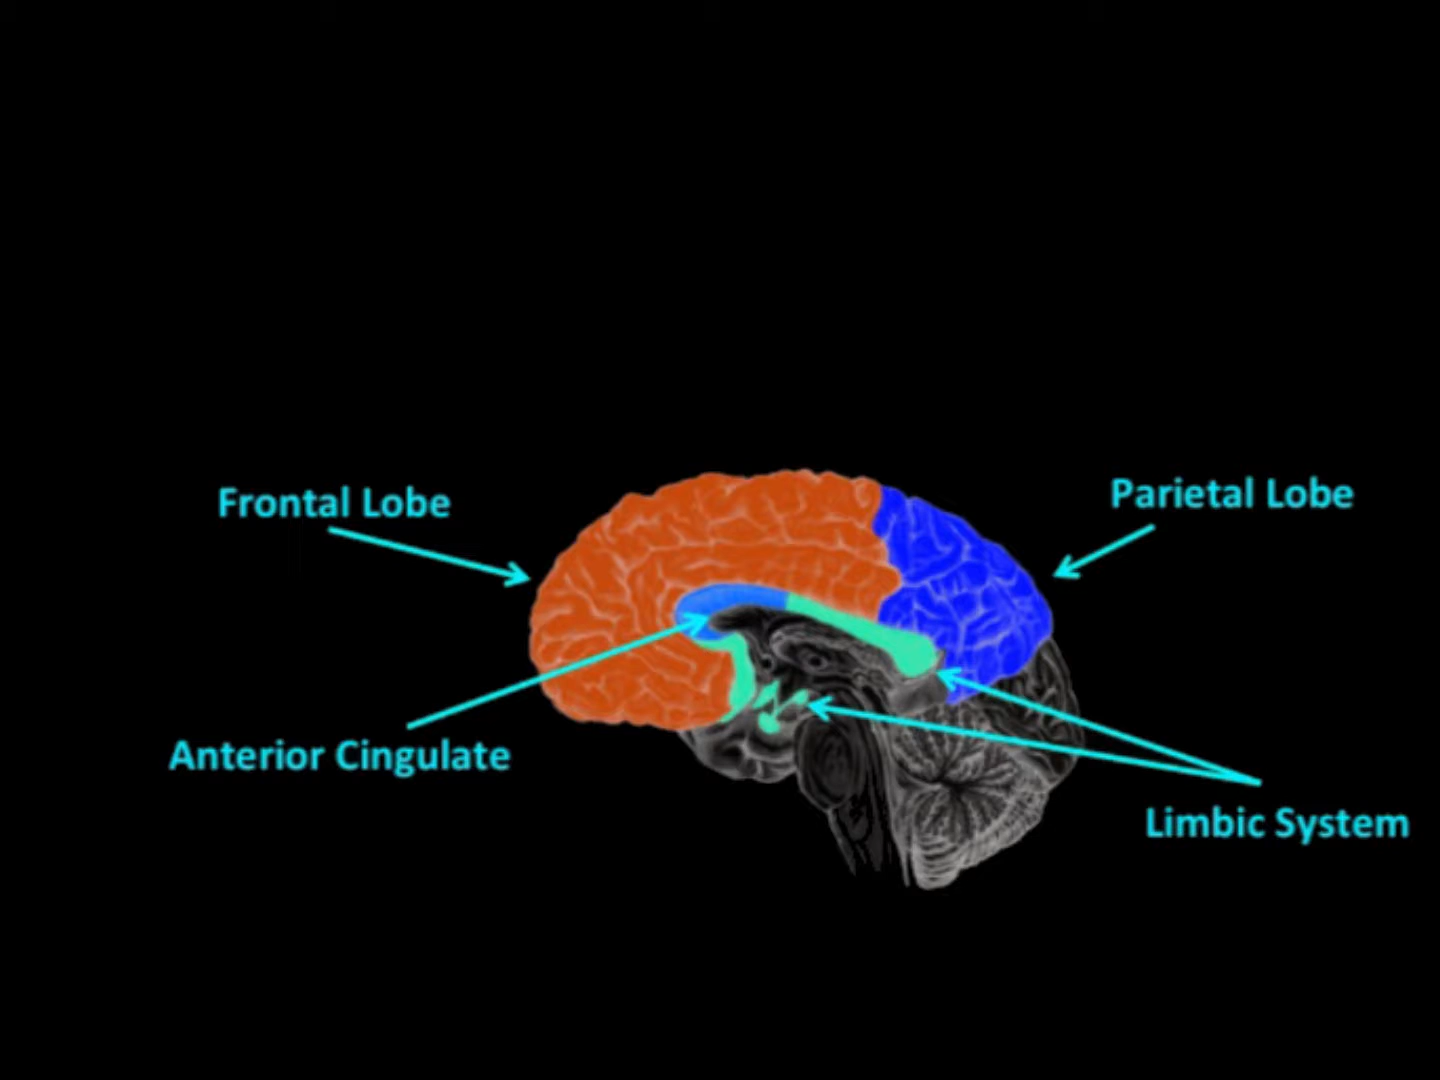 Frontal Lobe
Parietal Lobe
Anterior Cingulate
Limbic System